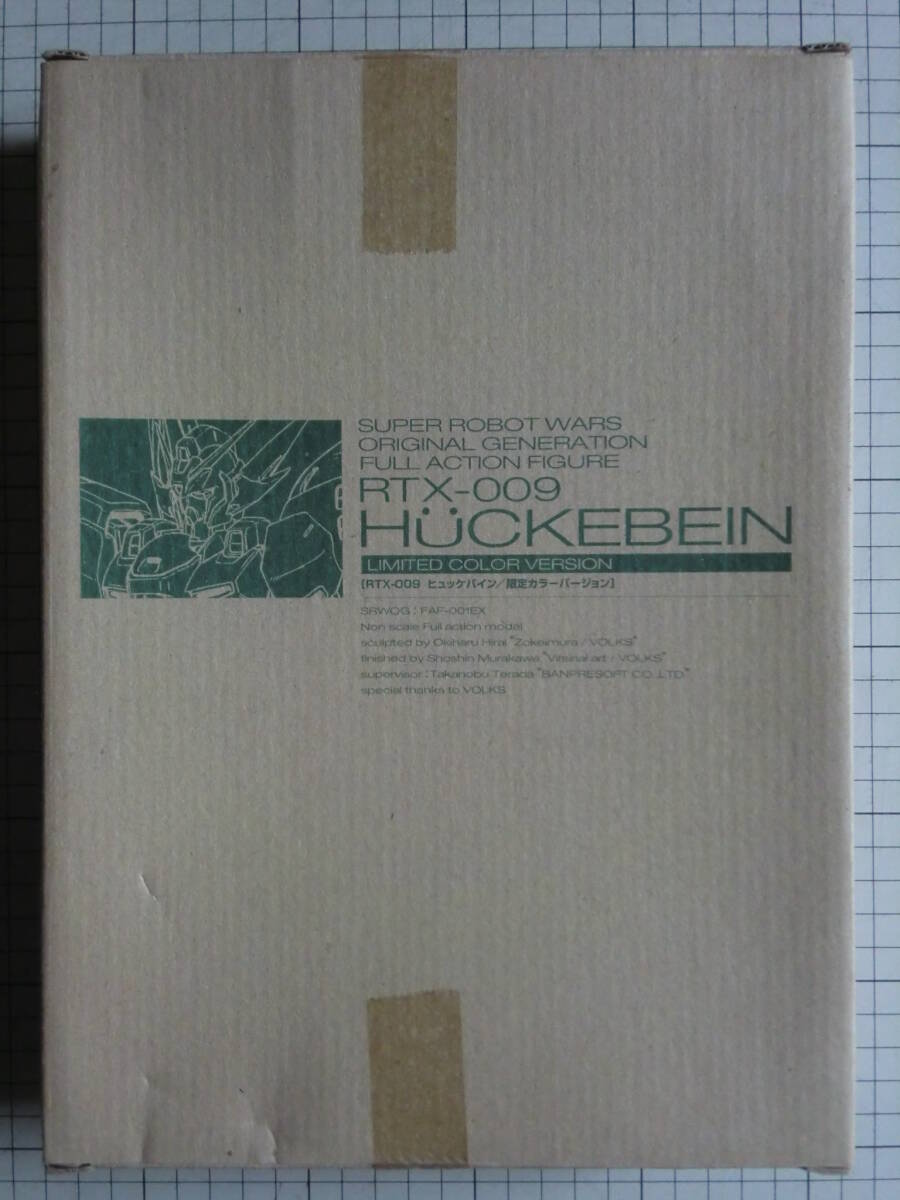 SUPER ROBOT WARS
ORIGINAL GENERATION
FULL ACTION FIGURE
RTX-009
HÜCKEBEIN
LIMITED COLOR VERSION
[RTX-009 ヒュッケバイン/限定カラーバージョン]
SRWOG : FAF-001EX
Non scale Full action model
sculpted by Okiharu Hirai "Zokeimura / VOLKS"
finished by Shoshin Murakawa "Virsinal art / VOLKS"
supervisor : Takanobu Terada "BANPRESOFT CO.,LTD."
special thanks to VOLKS